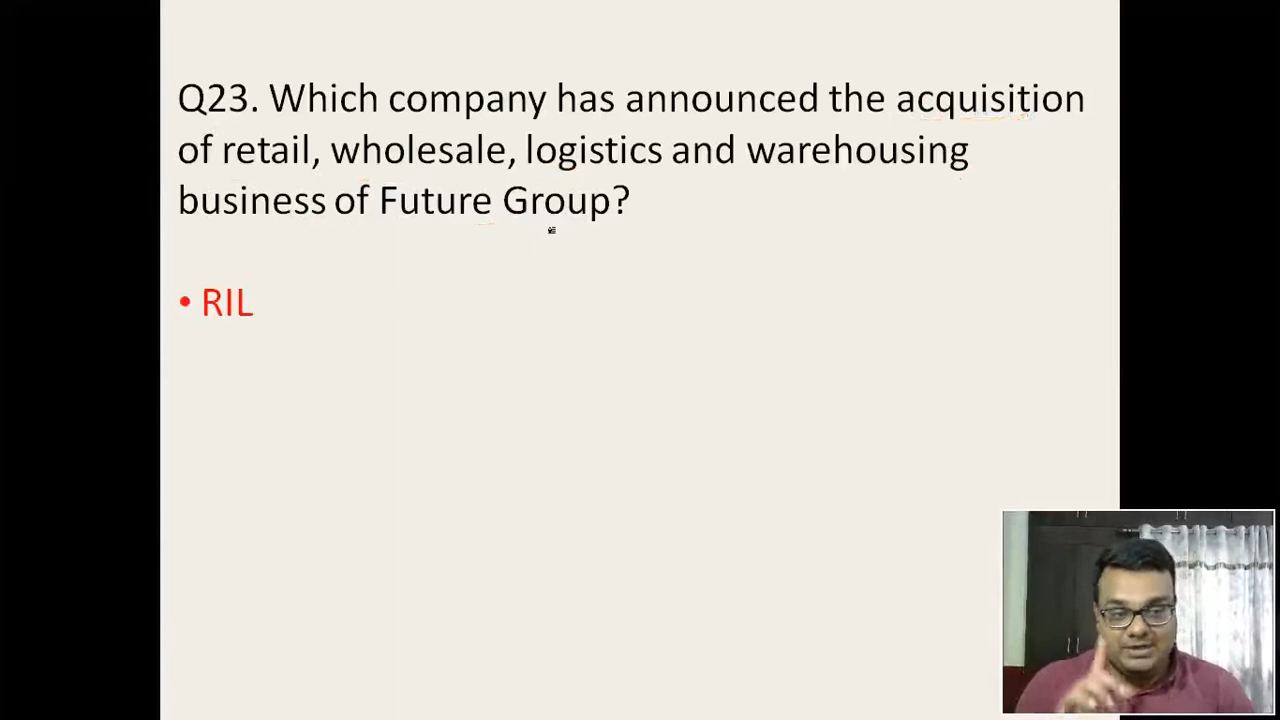 Q23. Which company has announced the acquisition
of retail, wholesale, logistics and warehousing
business of Future Group?
• RIL